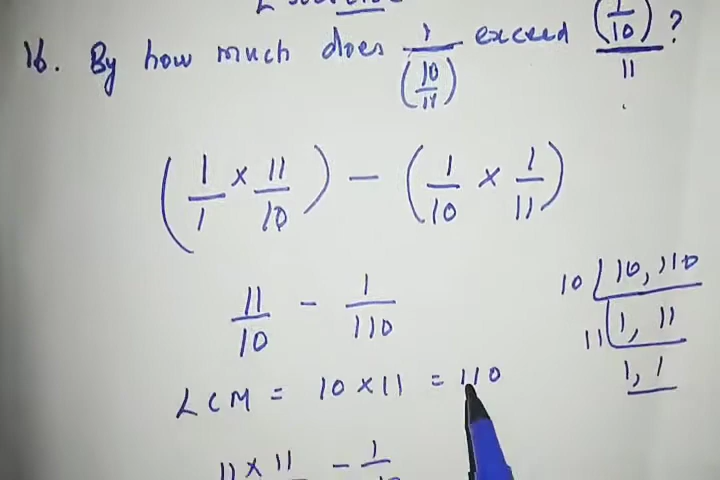 16. By how much does 1/(10/11) exceed (1/10)/11 ?
(1/1 × 11/10) − (1/10 × 1/11)
11/10 − 1/110
10 | 10, 110
11 | 1, 11
1, 1
LCM = 10 × 11 = 110
11 × 11 − 1